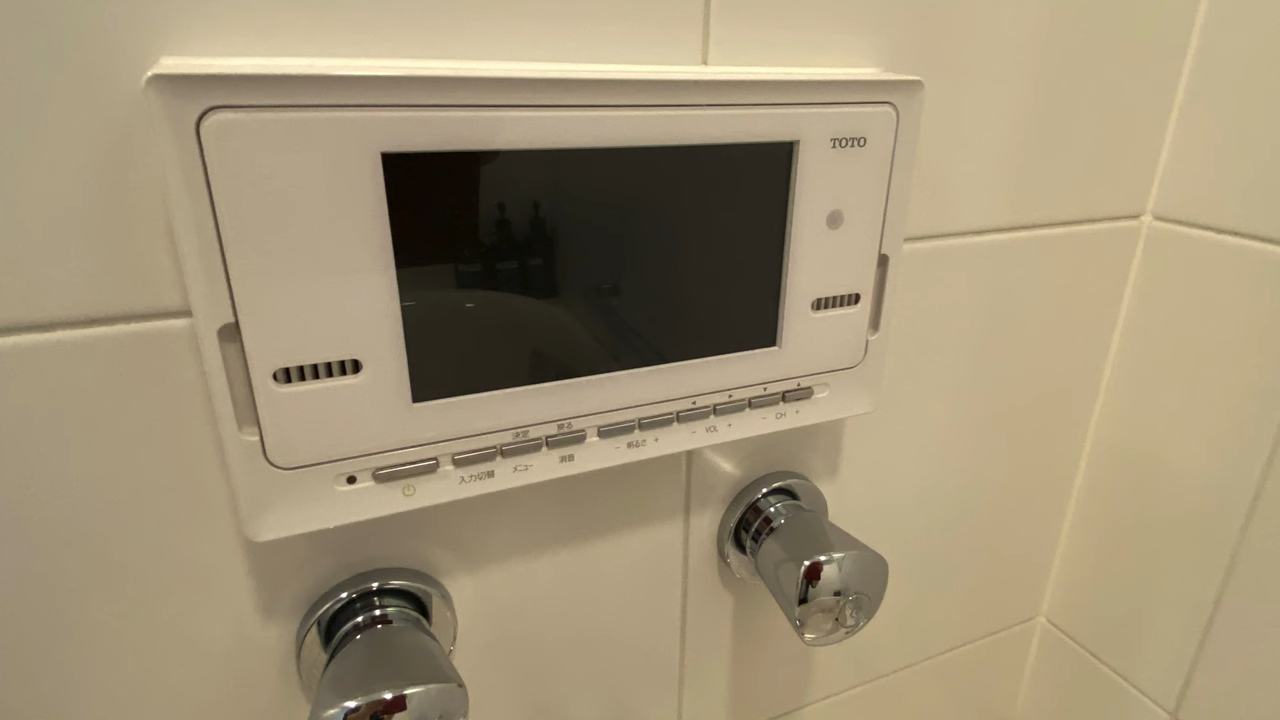 TOTO
決定 戻る
入力切替 メニュー 消音 － 明るさ ＋ － VOL ＋ － CH ＋